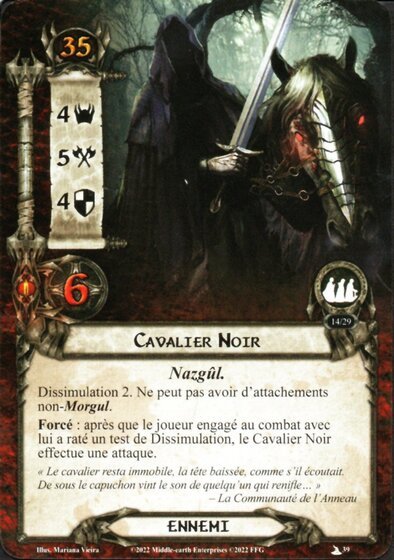 35
4
5
4
6
14/29
CAVALIER NOIR
Nazgûl.
Dissimulation 2. Ne peut pas avoir d'attachements
non-Morgul.
Forcé : après que le joueur engagé au combat avec
lui a raté un test de Dissimulation, le Cavalier Noir
effectue une attaque.
« Le cavalier resta immobile, la tête baissée, comme s'il écoutait.
De sous le capuchon vint le son de quelqu'un qui renifle… »
– La Communauté de l'Anneau
ENNEMI
Illus. Mariana Vieira ©2022 Middle-earth Enterprises ©2022 FFG 39